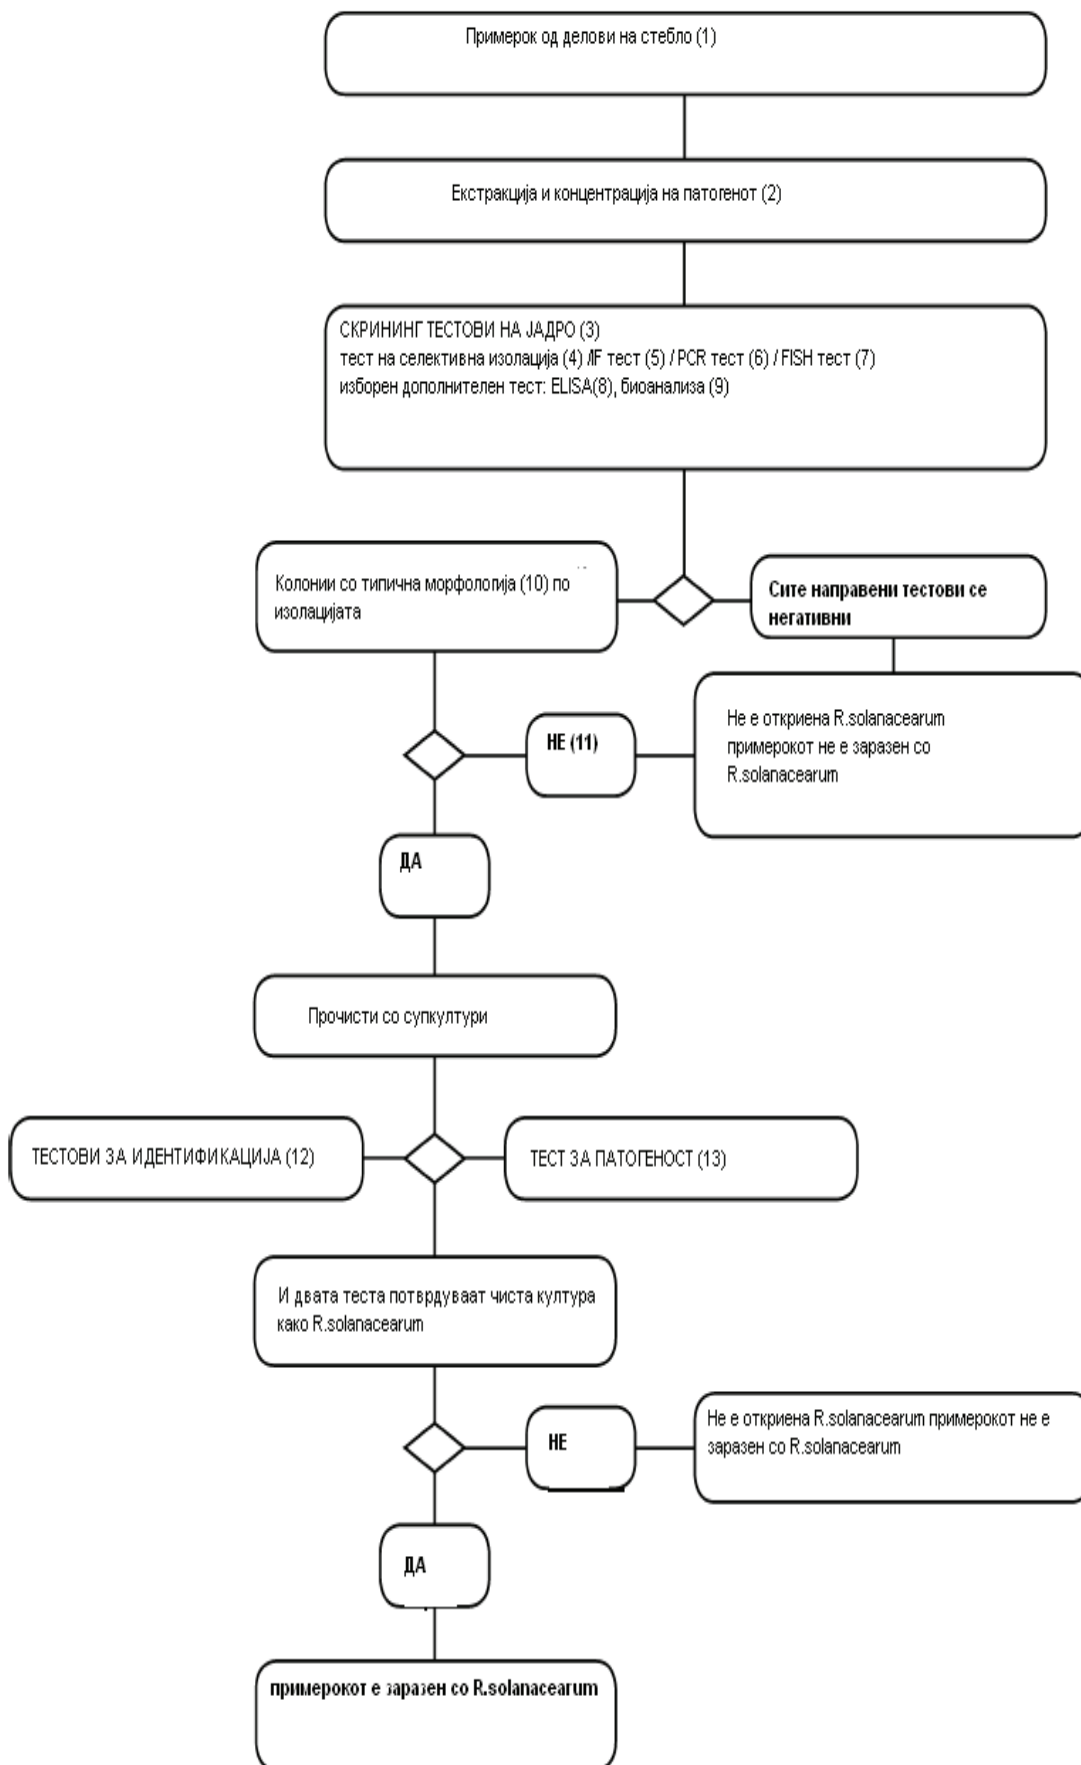 Примерок од делови на стебло (1)
Екстракција и концентрација на патогенот (2)
СКРИНИНГ ТЕСТОВИ НА ЈАДРО (3)
тест на селективна изолација (4) /IF тест (5) / PCR тест (6) / FISH тест (7)
изборен дополнителен тест: ELISA(8), биоанализа (9)
Колонии со типична морфологија (10) по
изолацијата
Сите направени тестови се
негативни
НЕ (11)
Не е откриена R.solanacearum
примерокот не е заразен со
R.solanacearum
ДА
Прочисти со супкултури
ТЕСТОВИ ЗА ИДЕНТИФИКАЦИЈА (12)
ТЕСТ ЗА ПАТОГЕНОСТ (13)
И двата теста потврдуваат чиста култура
како R.solanacearum
НЕ
Не е откриена R.solanacearum примерокот не е
заразен со R.solanacearum
ДА
примерокот е заразен со R.solanacearum